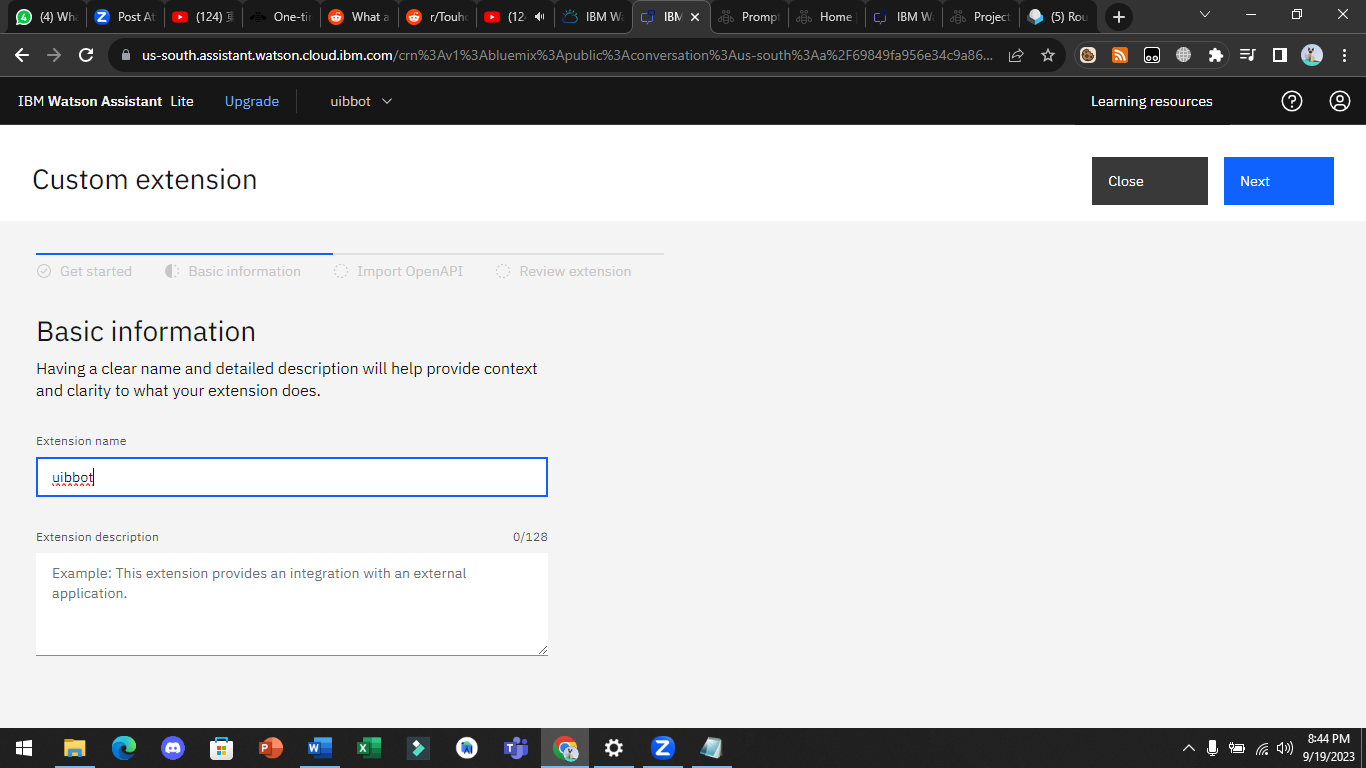 (4) Wha
Post At
(124)
One-tir
What a
r/Touho
(12
IBM Wa
IBM
Prompt
Home
IBM Wa
Project
(5) Rou
us-south.assistant.watson.cloud.ibm.com/crn%3Av1%3Abluemix%3Apublic%3Aconversation%3Aus-south%3Aa%2F69849fa956e34c9a86...
IBM Watson Assistant Lite
Upgrade
uibbot
Learning resources
Custom extension
Close
Next
Get started
Basic information
Import OpenAPI
Review extension
Basic information
Having a clear name and detailed description will help provide context
and clarity to what your extension does.
Extension name
uibbot
Extension description
0/128
Example: This extension provides an integration with an external
application.
8:44 PM
9/19/2023